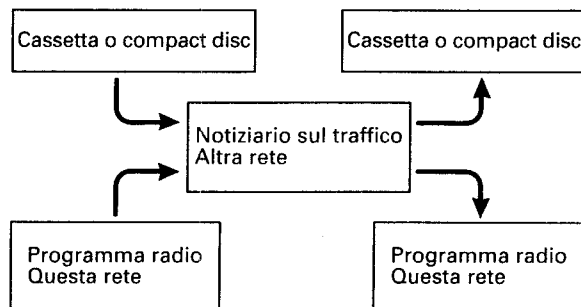 Cassetta o compact disc
Cassetta o compact disc
Notiziario sul traffico
Altra rete
Programma radio
Questa rete
Programma radio
Questa rete